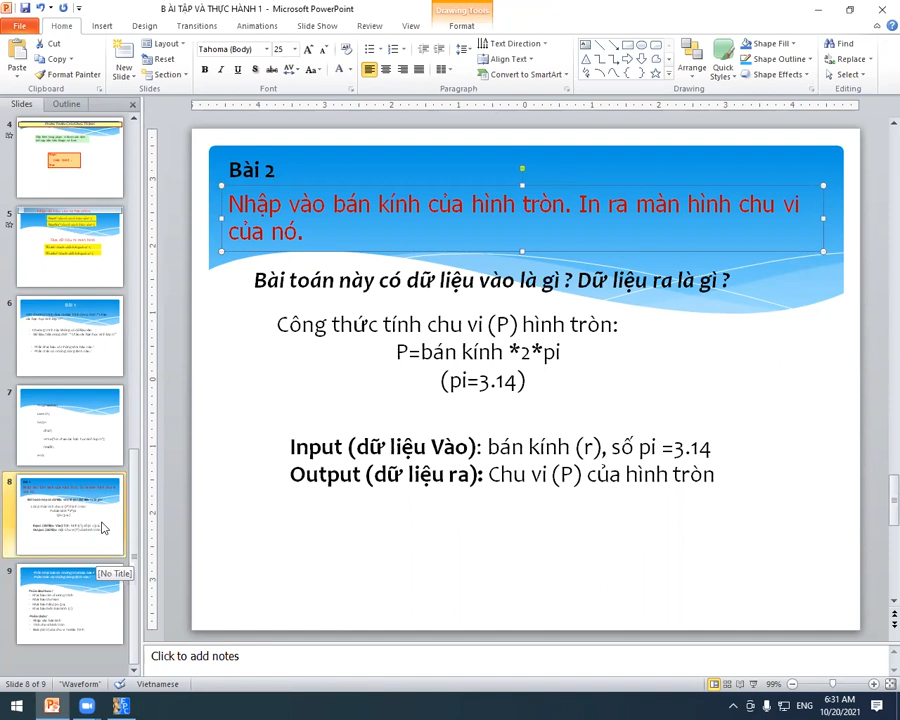 B ÀI TẬP VÀ THỰC HÀNH 1 - Microsoft PowerPoint
Drawing Tools
File Home Insert Design Transitions Animations Slide Show Review View Format
Paste
Cut
Copy
Format Painter
Clipboard
New Slide
Layout
Reset
Section
Slides
Tahoma (Body) 25
Font
Paragraph
Text Direction
Align Text
Convert to SmartArt
Arrange
Quick Styles
Shape Fill
Shape Outline
Shape Effects
Drawing
Find
Replace
Select
Editing
Slides Outline
4
5
6
7
8
9
[No Title]
Bài 2
Nhập vào bán kính của hình tròn. In ra màn hình chu vi
của nó.
Bài toán này có dữ liệu vào là gì ? Dữ liệu ra là gì ?
Công thức tính chu vi (P) hình tròn:
P=bán kính *2*pi
(pi=3.14)
Input (dữ liệu Vào): bán kính (r), số pi =3.14
Output (dữ liệu ra): Chu vi (P) của hình tròn
Click to add notes
Slide 8 of 9 "Waveform" Vietnamese 99%
ENG
6:31 AM
10/20/2021